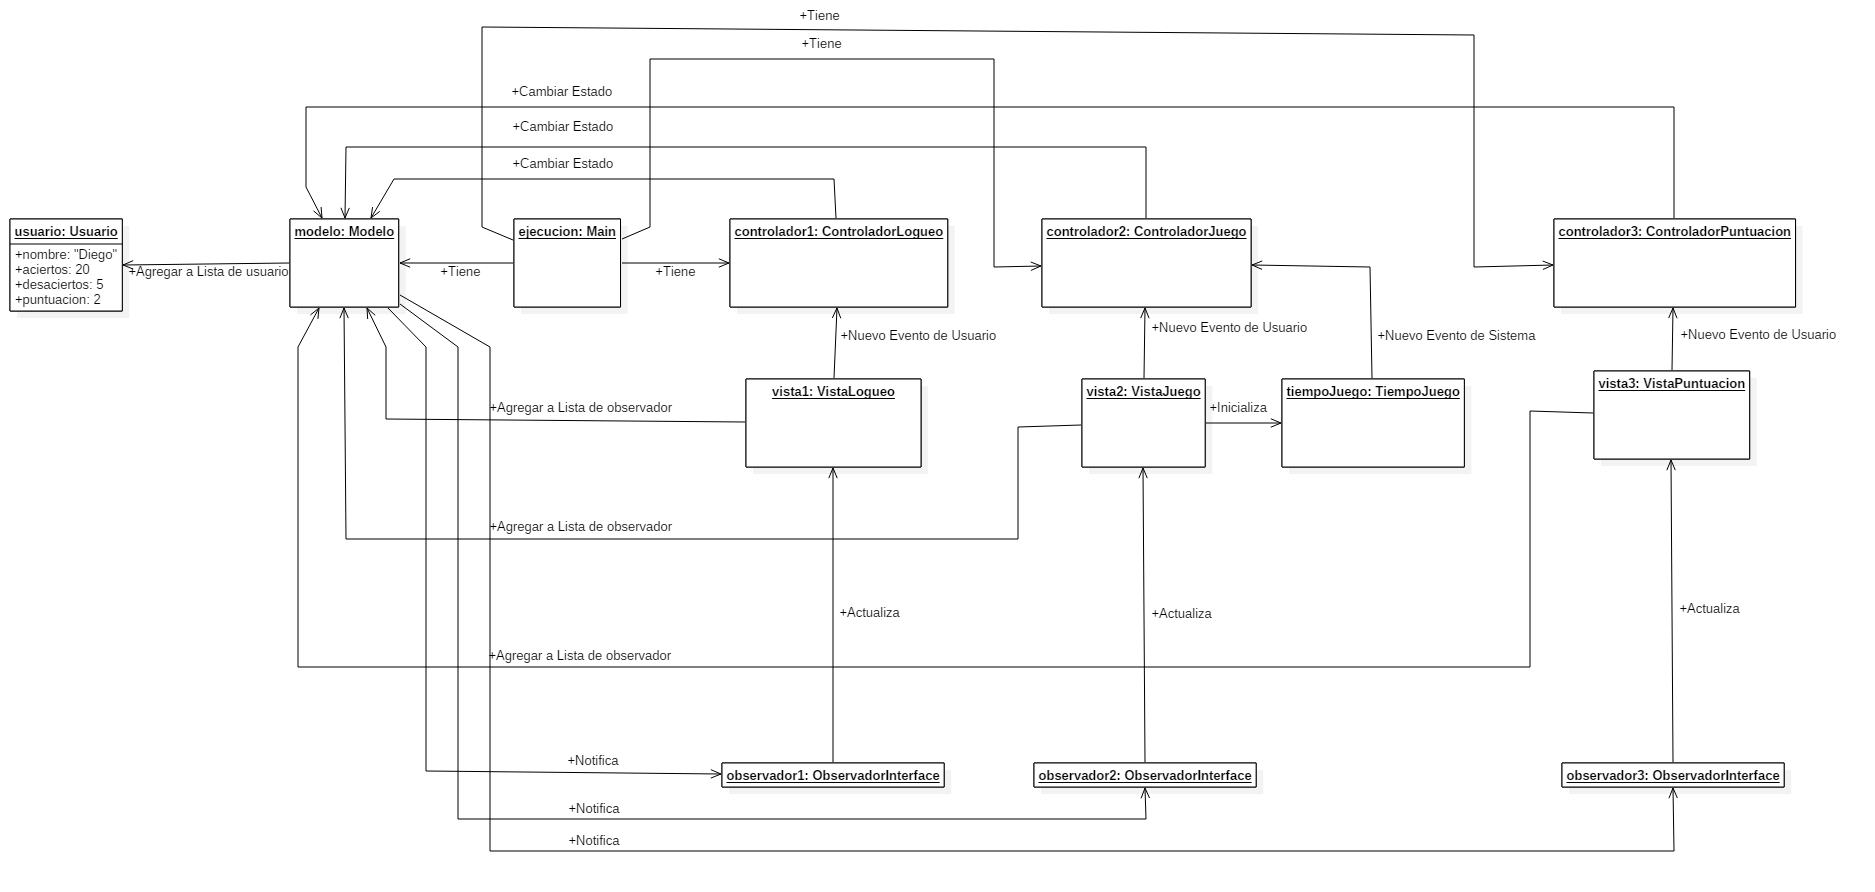 +Tiene
+Tiene
+Cambiar Estado
+Cambiar Estado
+Cambiar Estado
usuario: Usuario
+nombre: "Diego"
+aciertos: 20
+desaciertos: 5
+puntuacion: 2
+Agregar a Lista de usuario
modelo: Modelo
+Tiene
ejecucion: Main
+Tiene
controlador1: ControladorLogueo
controlador2: ControladorJuego
controlador3: ControladorPuntuacion
+Nuevo Evento de Usuario
+Nuevo Evento de Usuario
+Nuevo Evento de Sistema
+Nuevo Evento de Usuario
vista1: VistaLogueo
vista2: VistaJuego
+Inicializa
tiempoJuego: TiempoJuego
vista3: VistaPuntuacion
+Agregar a Lista de observador
+Agregar a Lista de observador
+Actualiza
+Actualiza
+Actualiza
+Agregar a Lista de observador
+Notifica
observador1: ObservadorInterface
observador2: ObservadorInterface
observador3: ObservadorInterface
+Notifica
+Notifica